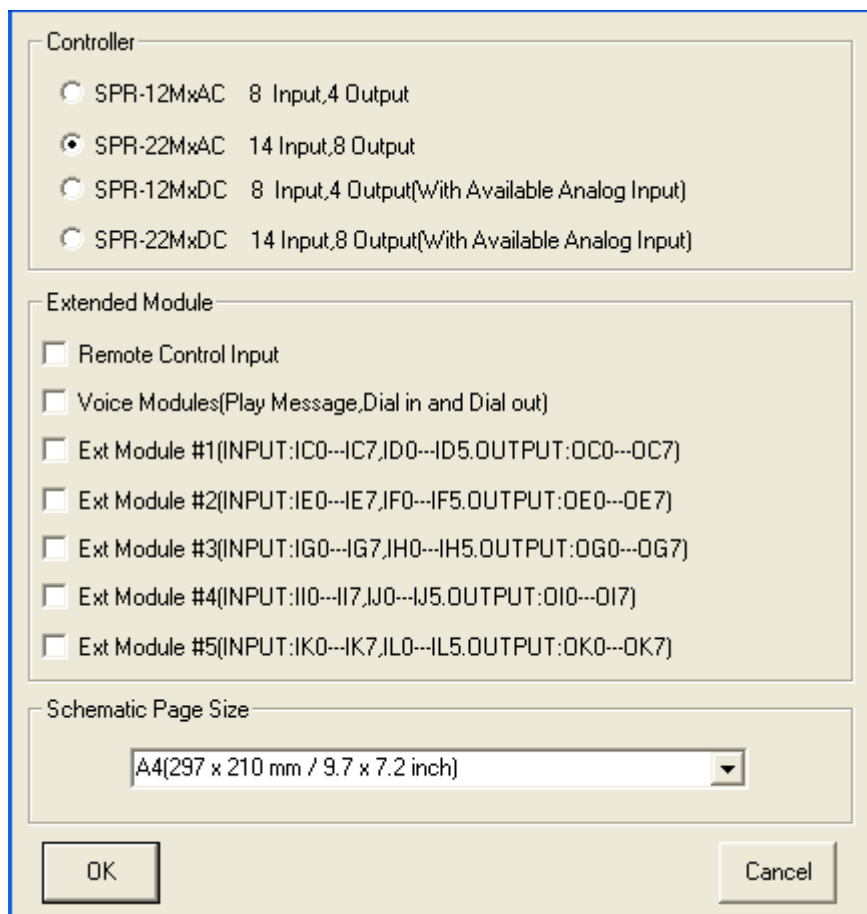 Controller
SPR-12MxAC 8 Input,4 Output
SPR-22MxAC 14 Input,8 Output
SPR-12MxDC 8 Input,4 Output(With Available Analog Input)
SPR-22MxDC 14 Input,8 Output(With Available Analog Input)
Extended Module
Remote Control Input
Voice Modules(Play Message,Dial in and Dial out)
Ext Module #1(INPUT:IC0---IC7,ID0---ID5.OUTPUT:OC0---OC7)
Ext Module #2(INPUT:IE0---IE7,IF0---IF5.OUTPUT:OE0---OE7)
Ext Module #3(INPUT:IG0---IG7,IH0---IH5.OUTPUT:OG0---OG7)
Ext Module #4(INPUT:II0---II7,IJ0---IJ5.OUTPUT:OI0---OI7)
Ext Module #5(INPUT:IK0---IK7,IL0---IL5.OUTPUT:OK0---OK7)
Schematic Page Size
A4(297 x 210 mm / 9.7 x 7.2 inch)
OK
Cancel